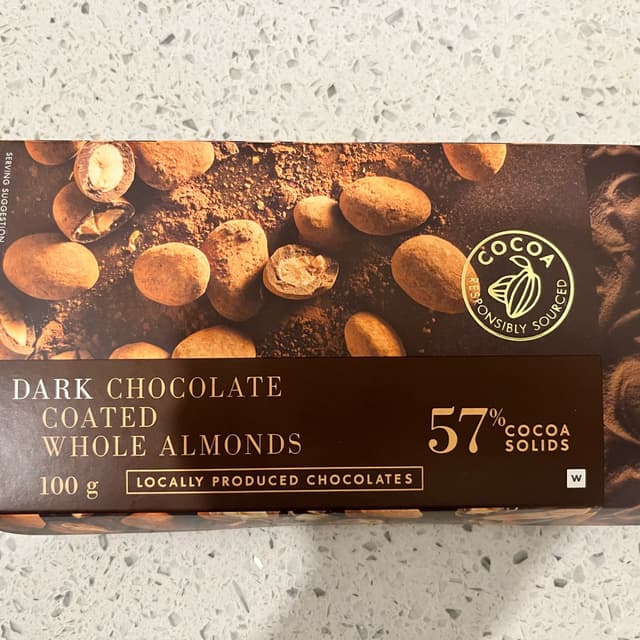 SERVING SUGGESTION
COCOA
RESPONSIBLY SOURCED
DARK CHOCOLATE
COATED
WHOLE ALMONDS
100 g
LOCALLY PRODUCED CHOCOLATES
57% COCOA
SOLIDS
W